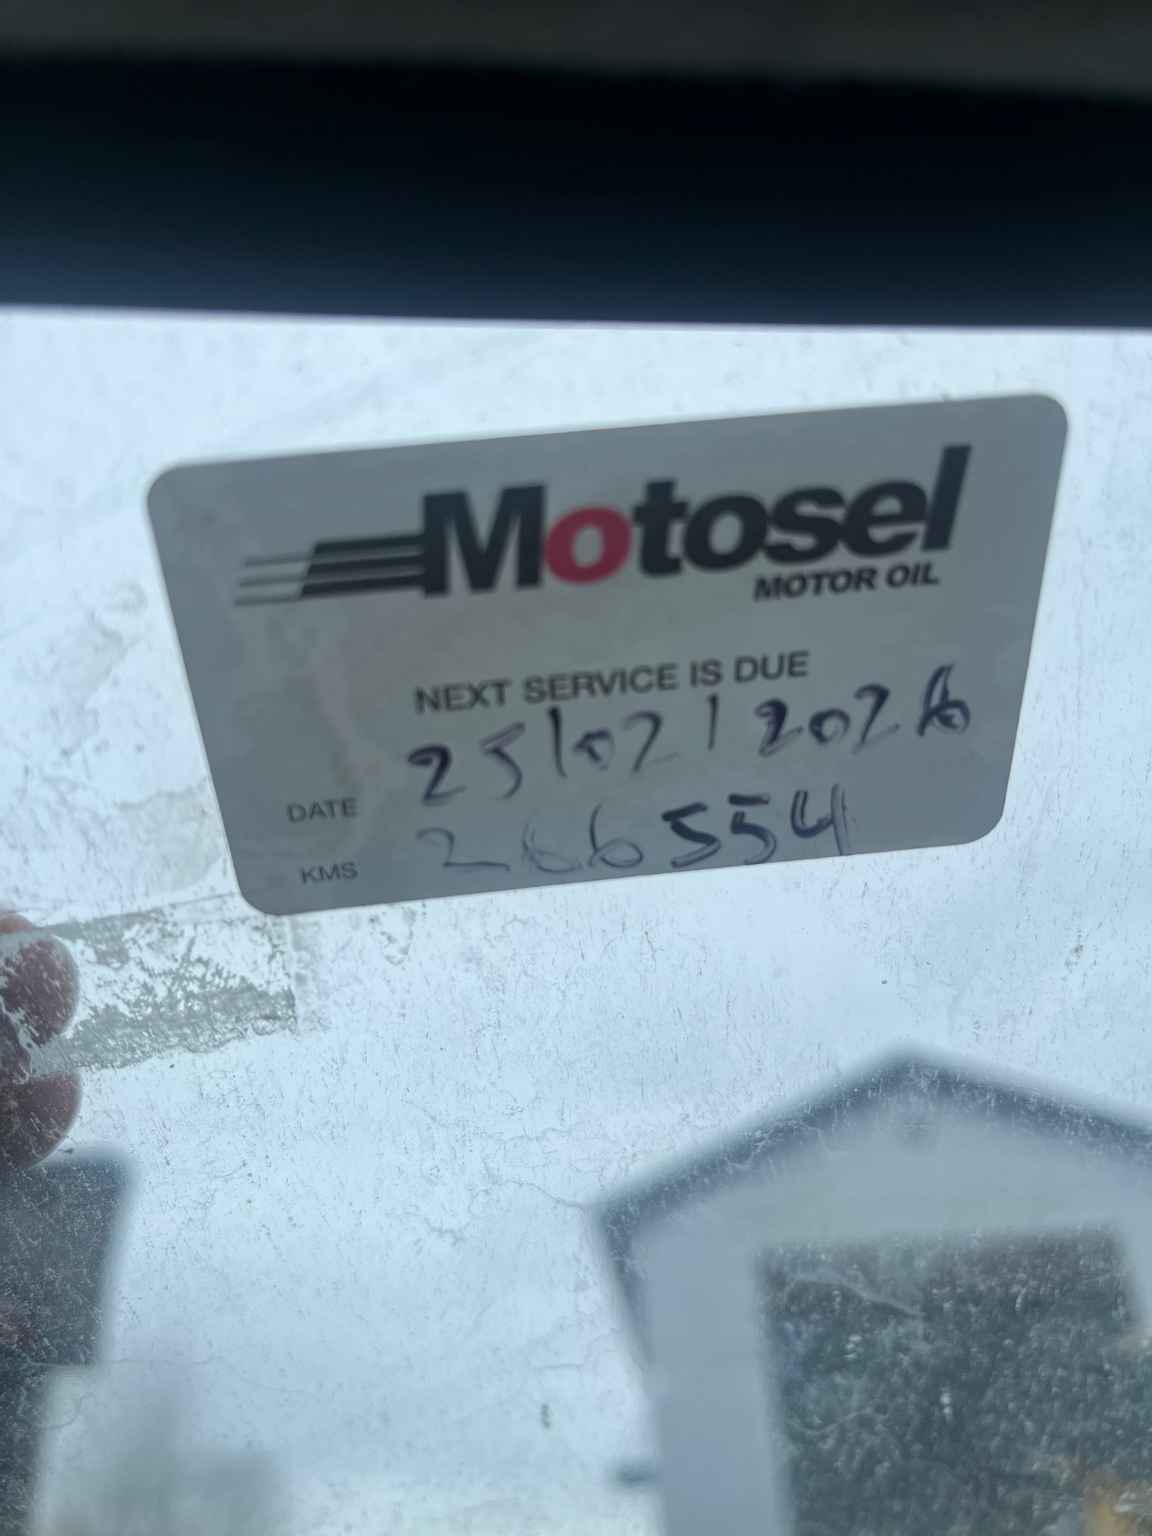 Motosel
MOTOR OIL
NEXT SERVICE IS DUE
DATE 25/02/2026
KMS 266554